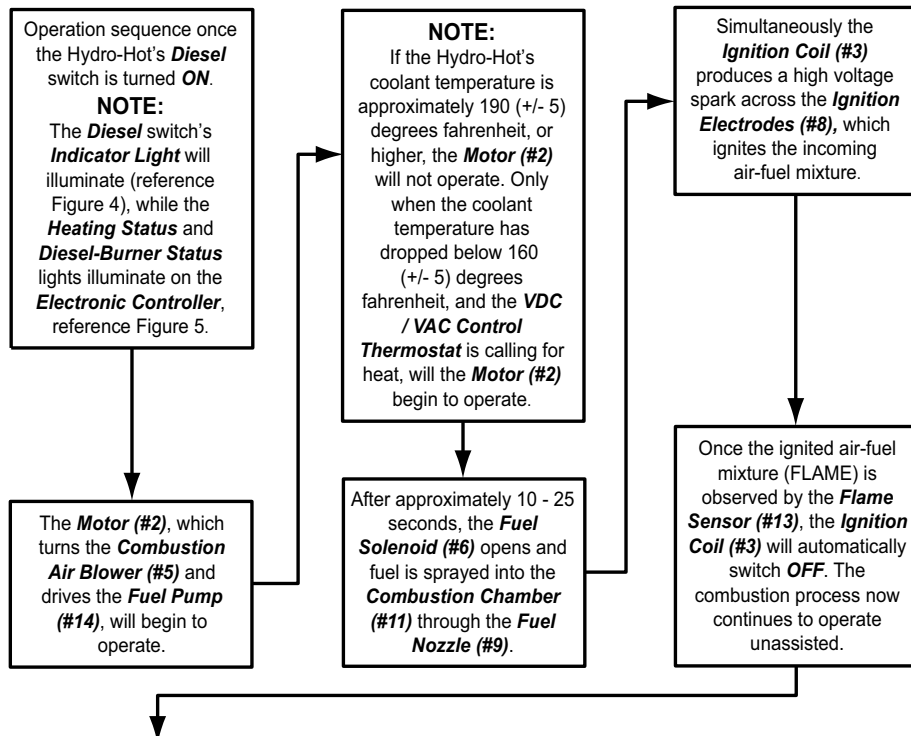 Operation sequence once
the Hydro-Hot's Diesel
switch is turned ON.
NOTE:
The Diesel switch's
Indicator Light will
illuminate (reference
Figure 4), while the
Heating Status and
Diesel-Burner Status
lights illuminate on the
Electronic Controller,
reference Figure 5.
The Motor (#2), which
turns the Combustion
Air Blower (#5) and
drives the Fuel Pump
(#14), will begin to
operate.
NOTE:
If the Hydro-Hot's
coolant temperature is
approximately 190 (+/- 5)
degrees fahrenheit, or
higher, the Motor (#2)
will not operate. Only
when the coolant
temperature has
dropped below 160
(+/- 5) degrees
fahrenheit, and the VDC
/ VAC Control
Thermostat is calling for
heat, will the Motor (#2)
begin to operate.
After approximately 10 - 25
seconds, the Fuel
Solenoid (#6) opens and
fuel is sprayed into the
Combustion Chamber
(#11) through the Fuel
Nozzle (#9).
Simultaneously the
Ignition Coil (#3)
produces a high voltage
spark across the Ignition
Electrodes (#8), which
ignites the incoming
air-fuel mixture.
Once the ignited air-fuel
mixture (FLAME) is
observed by the Flame
Sensor (#13), the Ignition
Coil (#3) will automatically
switch OFF. The
combustion process now
continues to operate
unassisted.